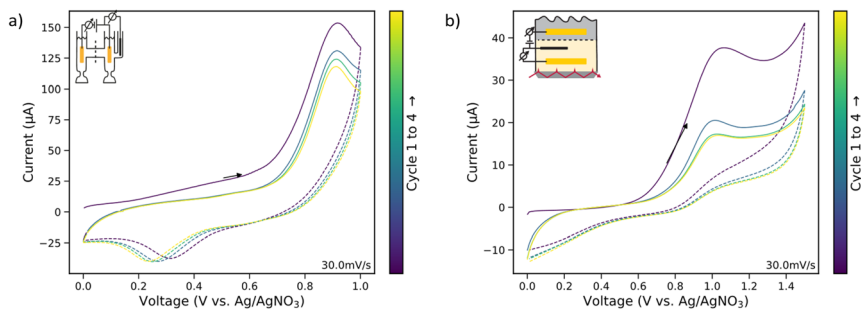 a)
150
125
100
75
50
25
0
−25
Current (μA)
0.0 0.2 0.4 0.6 0.8 1.0
Voltage (V vs. Ag/AgNO3)
30.0mV/s
Cycle 1 to 4 →
b)
40
30
20
10
0
−10
Current (μA)
0.0 0.2 0.4 0.6 0.8 1.0 1.2 1.4
Voltage (V vs. Ag/AgNO3)
30.0mV/s
Cycle 1 to 4 →